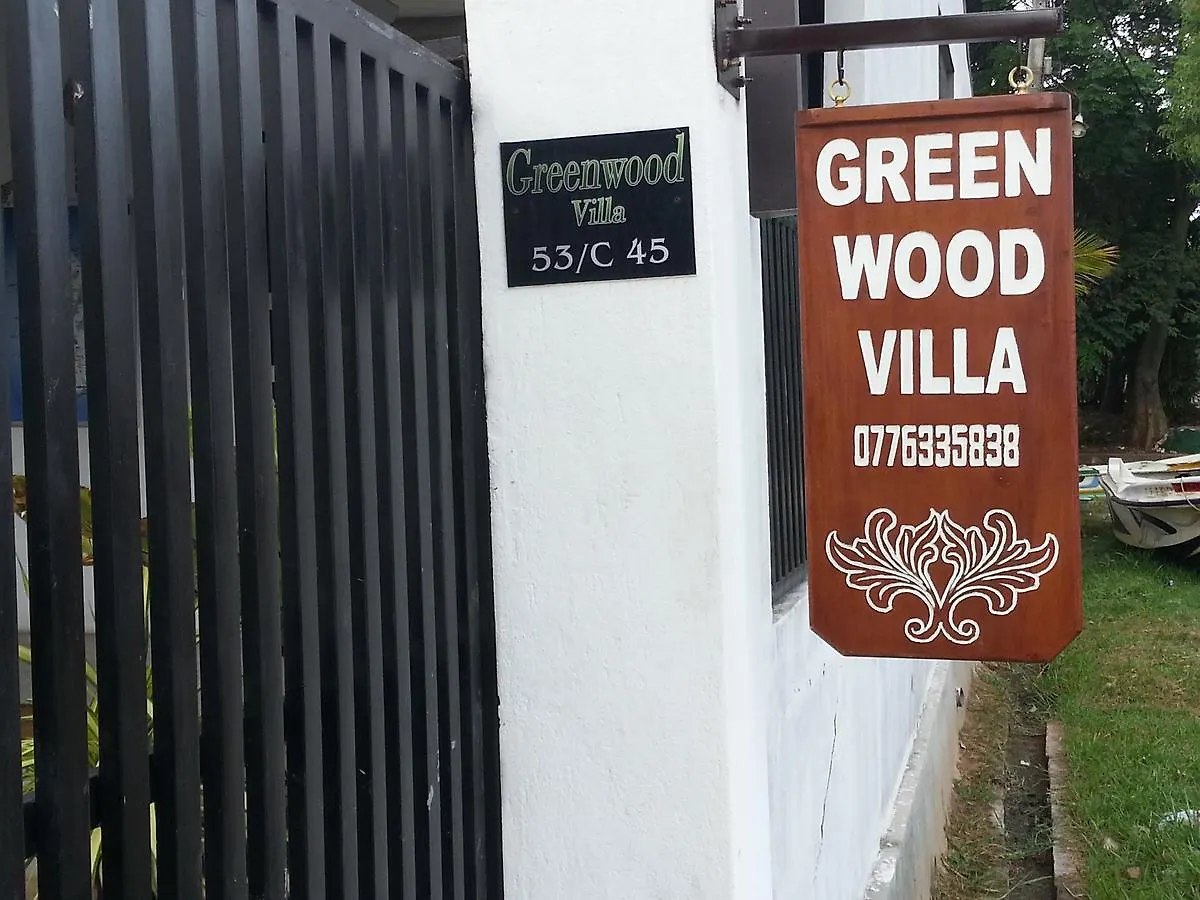 Greenwood
Villa
53/C 45
GREEN
WOOD
VILLA
0776335838